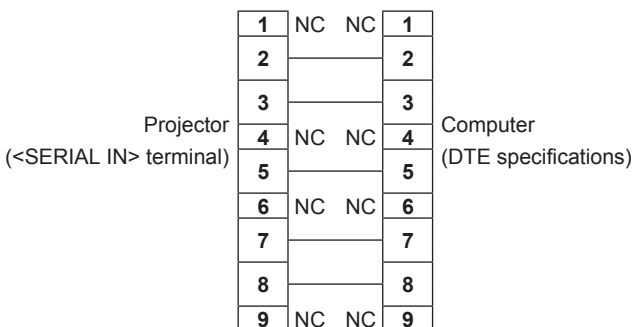 1 NC NC 1
2 2
3 3
Projector
(<SERIAL IN> terminal)
4 NC NC 4
Computer
(DTE specifications)
5 5
6 NC NC 6
7 7
8 8
9 NC NC 9